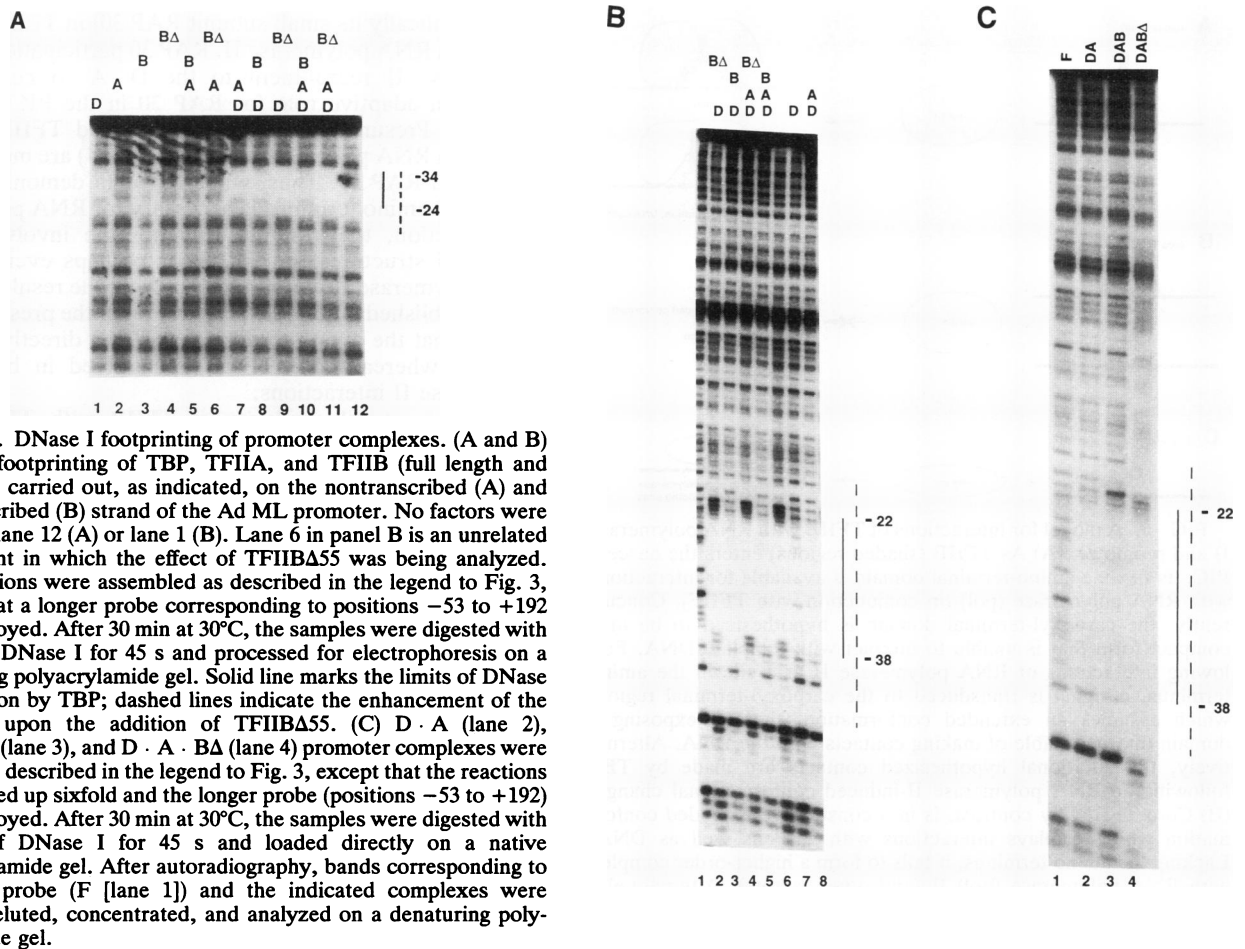 A
BΔ BΔ BΔ BΔ
B B B B
A A A A A A
D D D D D D D
-34
-24
1 2 3 4 5 6 7 8 9 10 11 12
. DNase I footprinting of promoter complexes. (A and B)
footprinting of TBP, TFIIA, and TFIIB (full length and
carried out, as indicated, on the nontranscribed (A) and
cribed (B) strand of the Ad ML promoter. No factors were
lane 12 (A) or lane 1 (B). Lane 6 in panel B is an unrelated
nt in which the effect of TFIIBΔ55 was being analyzed.
ions were assembled as described in the legend to Fig. 3,
at a longer probe corresponding to positions −53 to +192
oyed. After 30 min at 30°C, the samples were digested with
DNase I for 45 s and processed for electrophoresis on a
g polyacrylamide gel. Solid line marks the limits of DNase
on by TBP; dashed lines indicate the enhancement of the
upon the addition of TFIIBΔ55. (C) D · A (lane 2),
(lane 3), and D · A · BΔ (lane 4) promoter complexes were
described in the legend to Fig. 3, except that the reactions
ed up sixfold and the longer probe (positions −53 to +192)
oyed. After 30 min at 30°C, the samples were digested with
f DNase I for 45 s and loaded directly on a native
amide gel. After autoradiography, bands corresponding to
probe (F [lane 1]) and the indicated complexes were
eluted, concentrated, and analyzed on a denaturing poly-
e gel.
B
BΔ BΔ
B B
A A A
D D D D D D
- 22
- 38
1 2 3 4 5 6 7 8
C
F DA DAB DABΔ
- 22
- 38
1 2 3 4